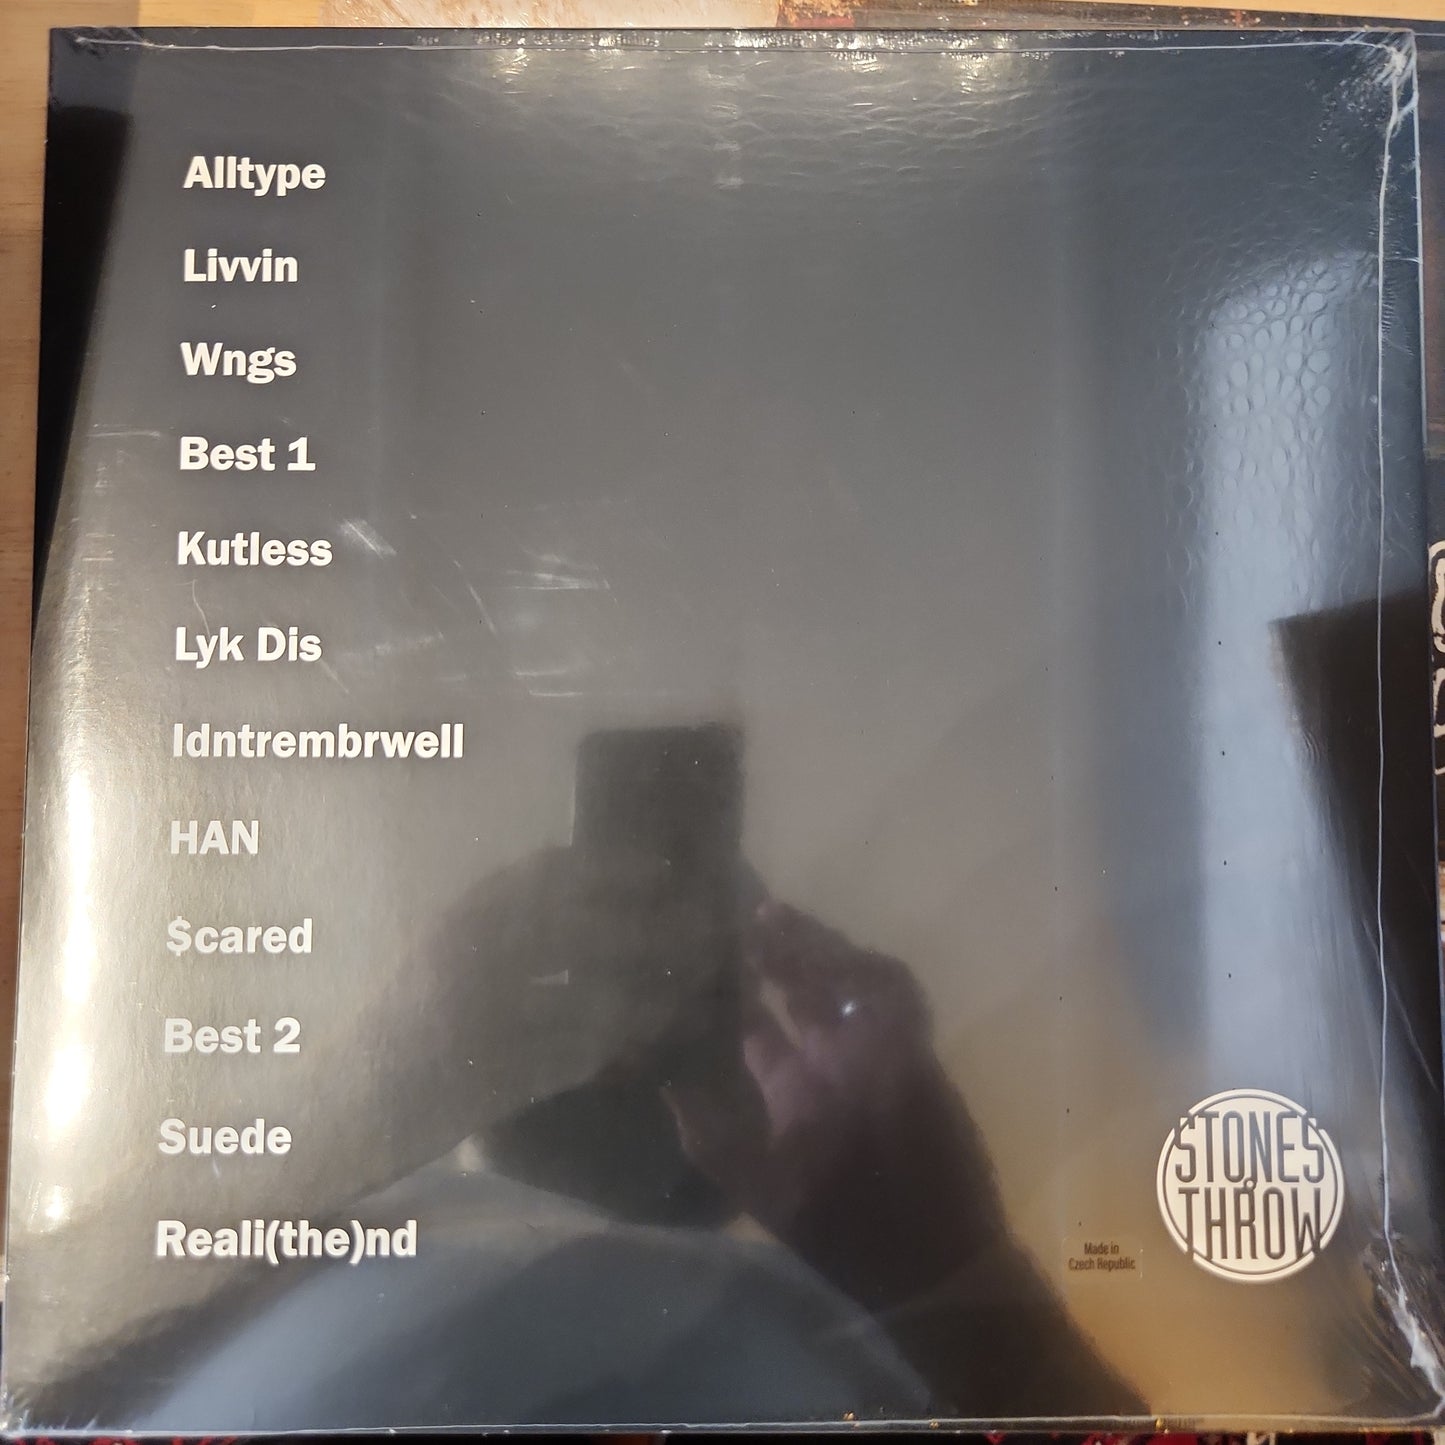 Alltype
Livvin
Wngs
Best 1
Kutless
Lyk Dis
Idntrembrwell
HAN
$cared
Best 2
Suede
Reali(the)nd
STONES
THROW
Made in
Czech Republic